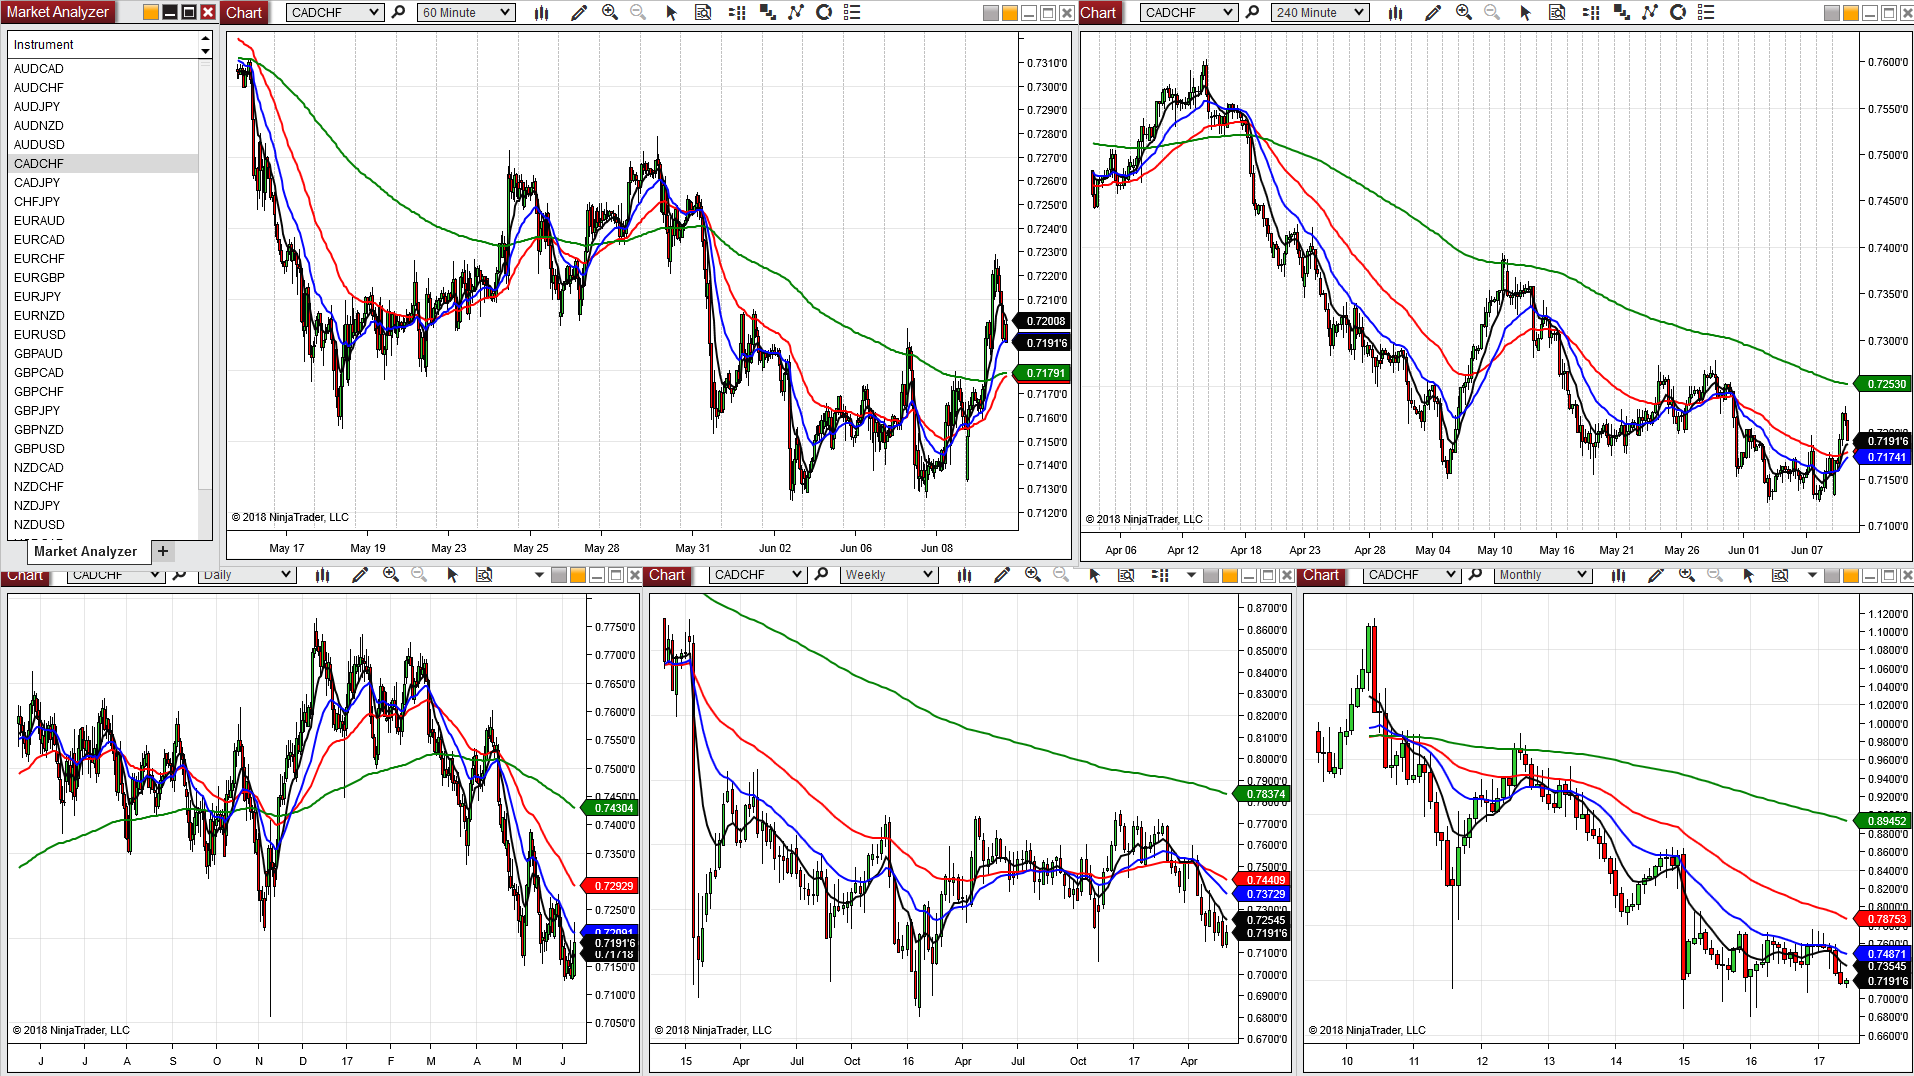 Market Analyzer
Instrument
AUDCAD
AUDCHF
AUDJPY
AUDNZD
AUDUSD
CADCHF
CADJPY
CHFJPY
EURAUD
EURCAD
EURCHF
EURGBP
EURJPY
EURNZD
EURUSD
GBPAUD
GBPCAD
GBPCHF
GBPJPY
GBPNZD
GBPUSD
NZDCAD
NZDCHF
NZDJPY
NZDUSD
Market Analyzer +
Chart CADCHF 60 Minute
0.7310'0
0.7300'0
0.7290'0
0.7280'0
0.7270'0
0.7260'0
0.7250'0
0.7240'0
0.7230'0
0.7220'0
0.7210'0
0.72008
0.7191'6
0.71791
0.7170'0
0.7160'0
0.7150'0
0.7140'0
0.7130'0
0.7120'0
© 2018 NinjaTrader, LLC
May 17 May 19 May 23 May 25 May 28 May 31 Jun 02 Jun 06 Jun 08
Chart CADCHF 240 Minute
0.7600'0
0.7550'0
0.7500'0
0.7450'0
0.7400'0
0.7350'0
0.7300'0
0.72530
0.7191'6
0.71741
0.7150'0
0.7100'0
© 2018 NinjaTrader, LLC
Apr 06 Apr 12 Apr 18 Apr 23 Apr 28 May 04 May 10 May 16 May 21 May 26 Jun 01 Jun 07
Chart CADCHF Daily
0.7750'0
0.7700'0
0.7650'0
0.7600'0
0.7550'0
0.7500'0
0.7450'0
0.74304
0.7400'0
0.7350'0
0.72929
0.7250'0
0.72091
0.7191'6
0.71718
0.7150'0
0.7100'0
0.7050'0
© 2018 NinjaTrader, LLC
J J A S O N D 17 F M A M J
Chart CADCHF Weekly
0.8700'0
0.8600'0
0.8500'0
0.8400'0
0.8300'0
0.8200'0
0.8100'0
0.8000'0
0.7900'0
0.78374
0.7800'0
0.7700'0
0.7600'0
0.7500'0
0.74409
0.73729
0.7300'0
0.72545
0.7191'6
0.7100'0
0.7000'0
0.6900'0
0.6800'0
0.6700'0
© 2018 NinjaTrader, LLC
15 Apr Jul Oct 16 Apr Jul Oct 17 Apr
Chart CADCHF Monthly
1.1200'0
1.1000'0
1.0800'0
1.0600'0
1.0400'0
1.0200'0
1.0000'0
0.9800'0
0.9600'0
0.9400'0
0.9200'0
0.89452
0.8800'0
0.8600'0
0.8400'0
0.8200'0
0.8000'0
0.78753
0.7600'0
0.74871
0.73545
0.7191'6
0.7000'0
0.6800'0
0.6600'0
© 2018 NinjaTrader, LLC
10 11 12 13 14 15 16 17